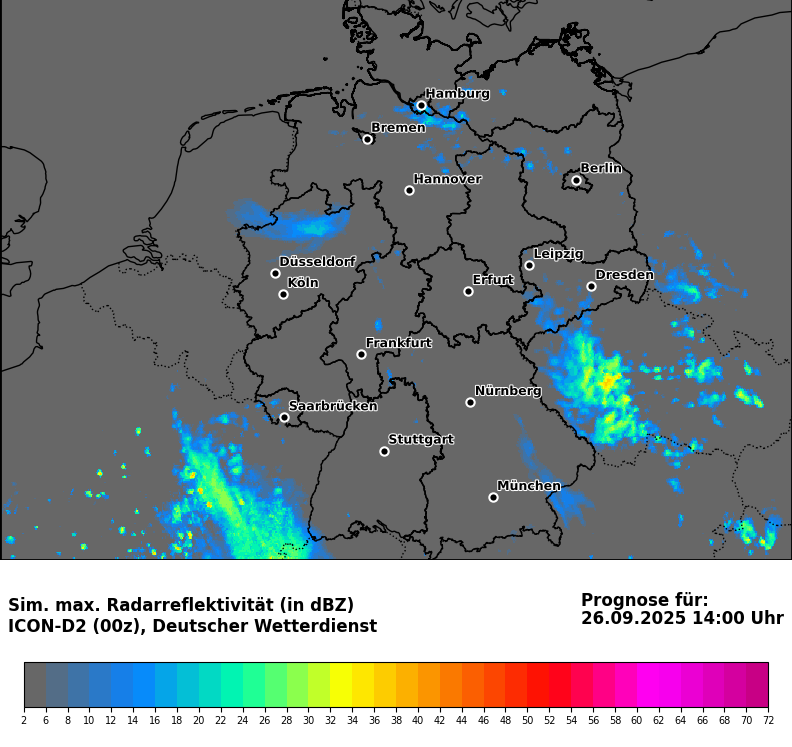 Hamburg
Bremen
Berlin
Hannover
Leipzig
Düsseldorf
Dresden
Köln
Erfurt
Frankfurt
Nürnberg
Saarbrücken
Stuttgart
München
Sim. max. Radarreflektivität (in dBZ)
ICON-D2 (00z), Deutscher Wetterdienst
Prognose für:
26.09.2025 14:00 Uhr
2 6 8 10 12 14 16 18 20 22 24 26 28 30 32 34 36 38 40 42 44 46 48 50 52 54 56 58 60 62 64 66 68 70 72